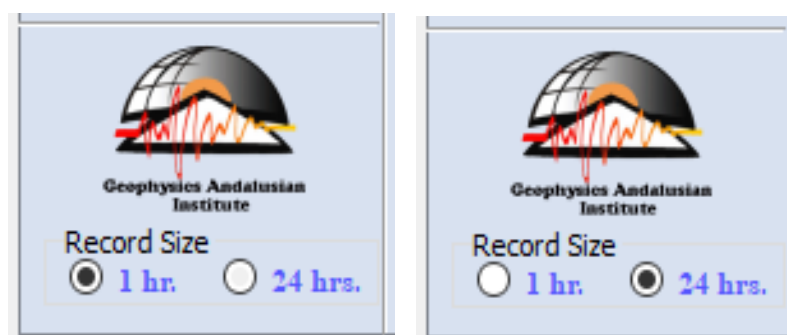 Geophysics Andalusian
Institute
Record Size
1 hr.
24 hrs.
Geophysics Andalusian
Institute
Record Size
1 hr.
24 hrs.